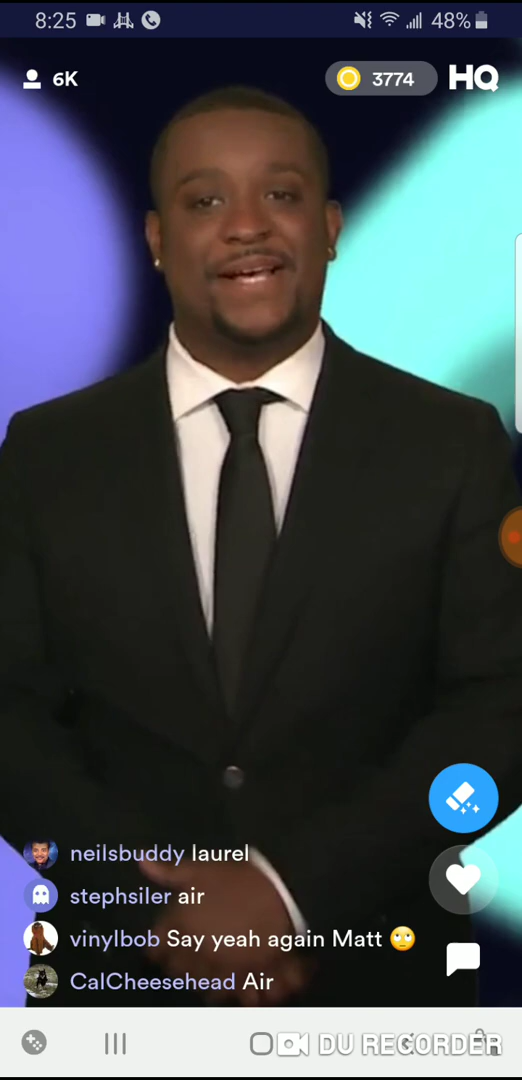 8:25 48%
6K 3774 HQ
neilsbuddy laurel
stephsiler air
vinylbob Say yeah again Matt 🙄
CalCheesehead Air
DU RECORDER